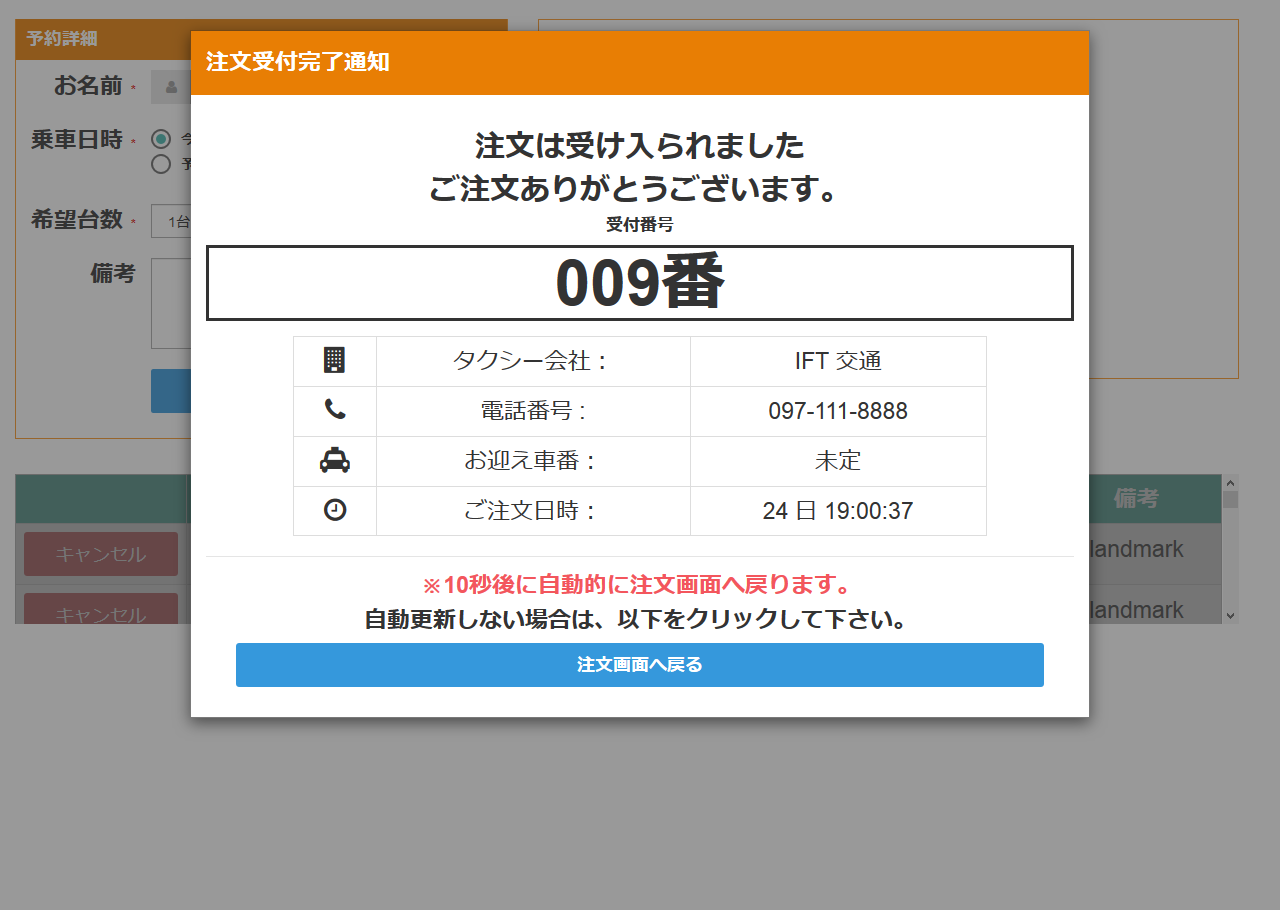 予約詳細
お名前 *
乗車日時 *
希望台数 *
1台
備考
注文受付完了通知
注文は受け入られました
ご注文ありがとうございます。
受付番号
009番
タクシー会社： IFT 交通
電話番号 : 097-111-8888
お迎え車番： 未定
ご注文日時： 24 日 19:00:37
※10秒後に自動的に注文画面へ戻ります。
自動更新しない場合は、以下をクリックして下さい。
注文画面へ戻る
備考
キャンセル landmark
キャンセル landmark